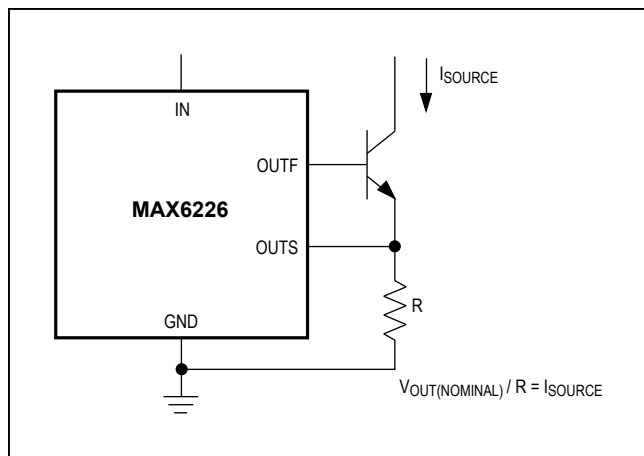 ISOURCE
IN
OUTF
MAX6226
OUTS
R
GND
VOUT(NOMINAL) / R = ISOURCE